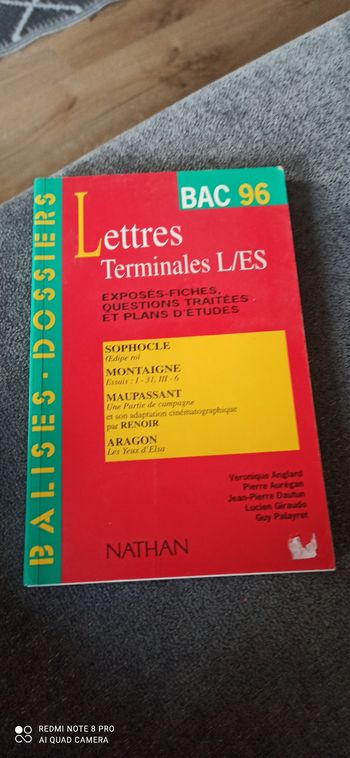 BALISES • DOSSIERS
BAC 96
Lettres
Terminales L/ES
EXPOSÉS-FICHES,
QUESTIONS TRAITÉES
ET PLANS D'ÉTUDES
SOPHOCLE
Œdipe roi
MONTAIGNE
Essais : I - 31, III - 6
MAUPASSANT
Une Partie de campagne
et son adaptation cinématographique
par RENOIR
ARAGON
Les Yeux d'Elsa
Véronique Anglard
Pierre Aurégan
Jean-Pierre Dautun
Lucien Giraudo
Guy Palayret
NATHAN
REDMI NOTE 8 PRO
AI QUAD CAMERA